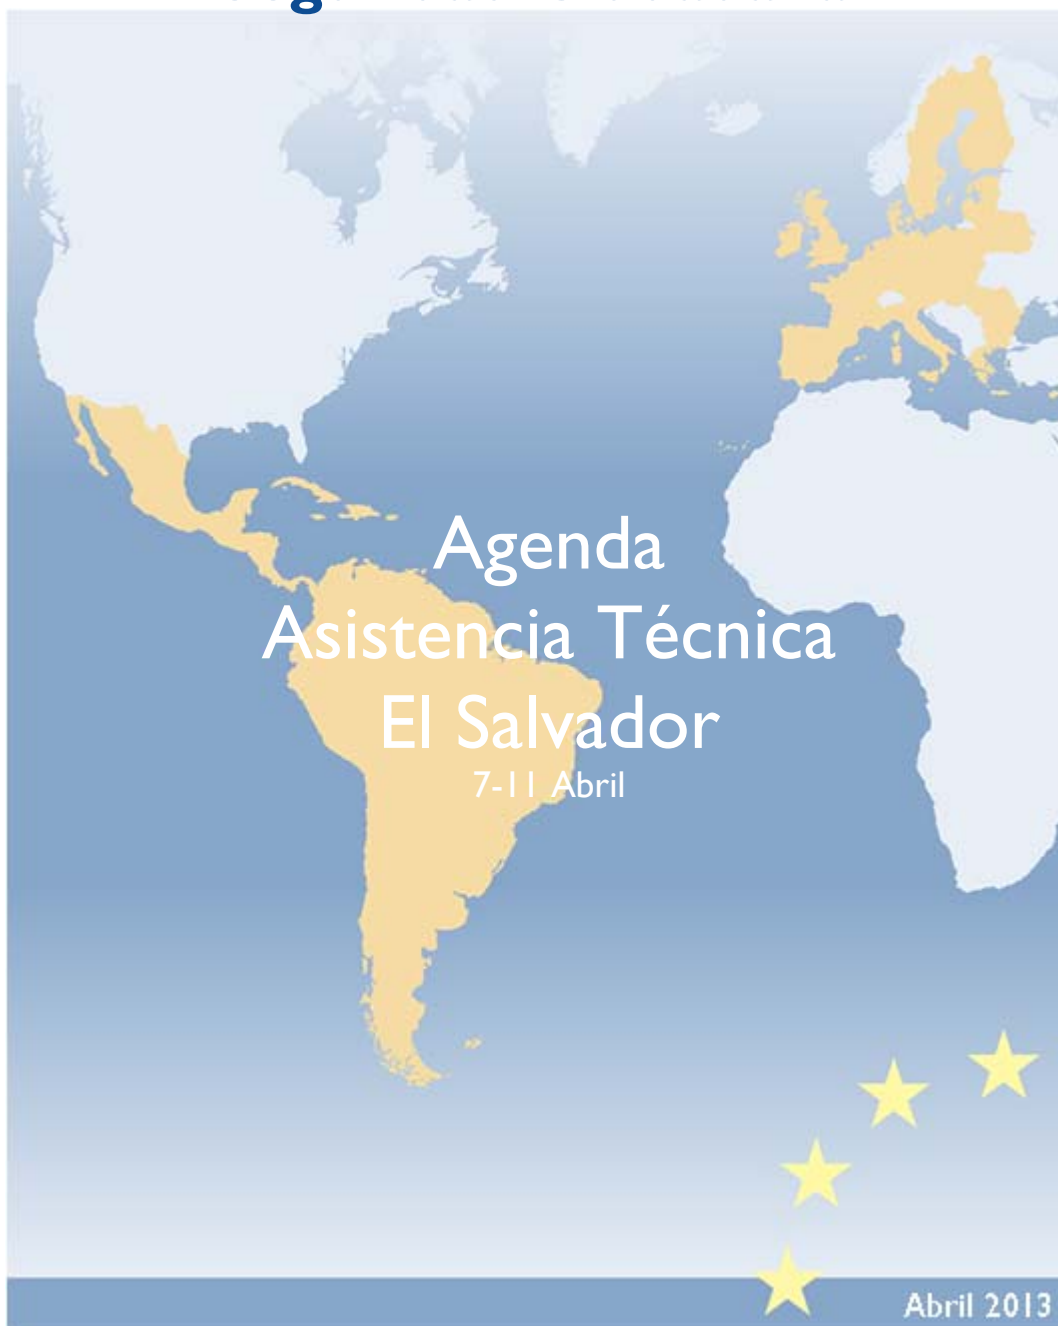 Agenda
Asistencia Técnica
El Salvador
7-11 Abril
Abril 2013